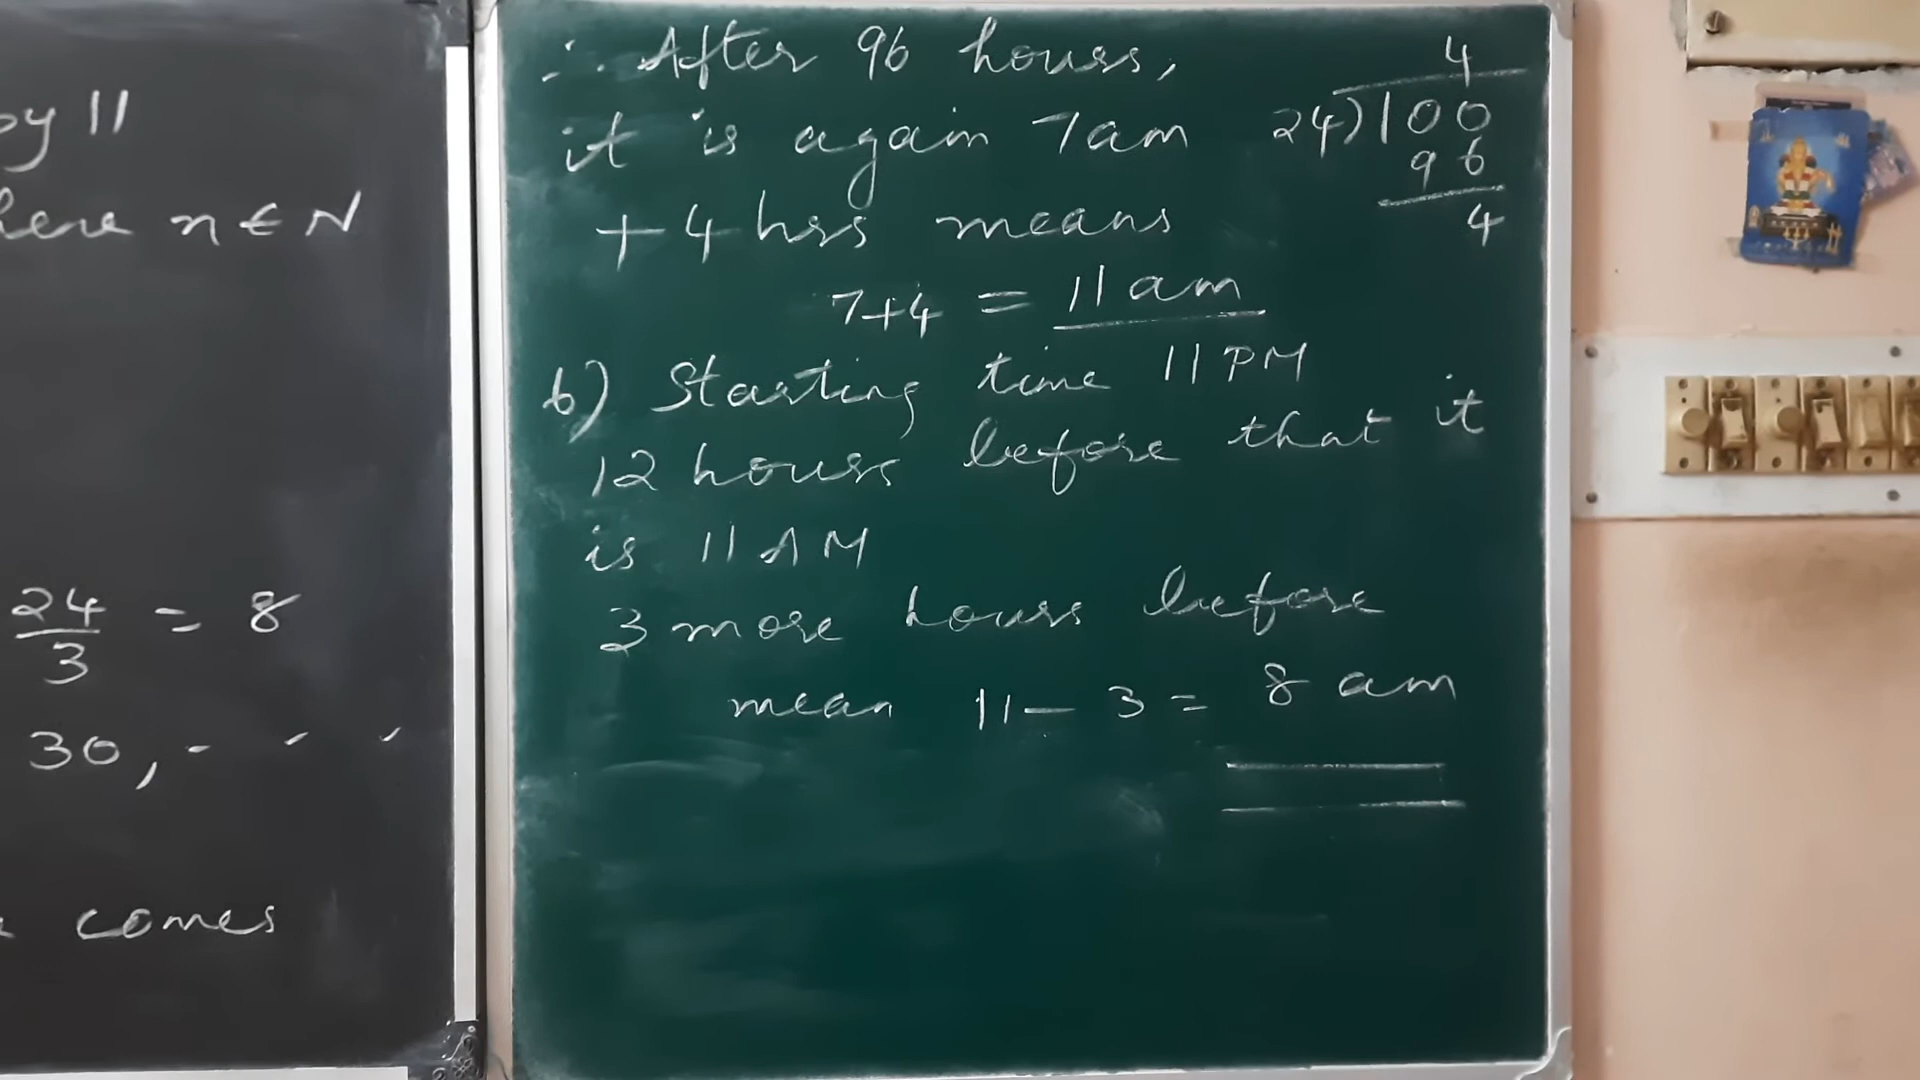 by 11
here n ∈ N
24/3 = 8
30, - - -
comes
∴ After 96 hours,
it is again 7am
+ 4 hrs means
7+4 = 11 am
4
24)100
96
4
b) Starting time 11 PM
12 hours before that it
is 11 AM
3 more hours before
mean 11 - 3 = 8 am